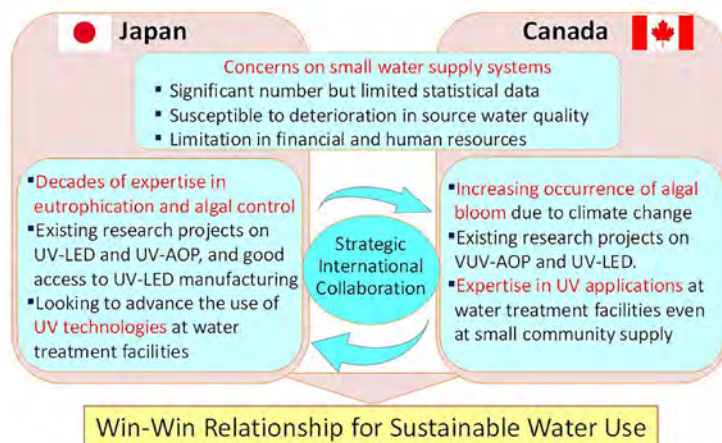 Japan
Canada
Concerns on small water supply systems
▪ Significant number but limited statistical data
▪ Susceptible to deterioration in source water quality
▪ Limitation in financial and human resources
▪Decades of expertise in
eutrophication and algal control
▪Existing research projects on
UV-LED and UV-AOP, and good
access to UV-LED manufacturing
▪Looking to advance the use of
UV technologies at water
treatment facilities
Strategic
International
Collaboration
▪Increasing occurrence of algal
bloom due to climate change
▪Existing research projects on
VUV-AOP and UV-LED.
▪Expertise in UV applications at
water treatment facilities even
at small community supply
Win-Win Relationship for Sustainable Water Use